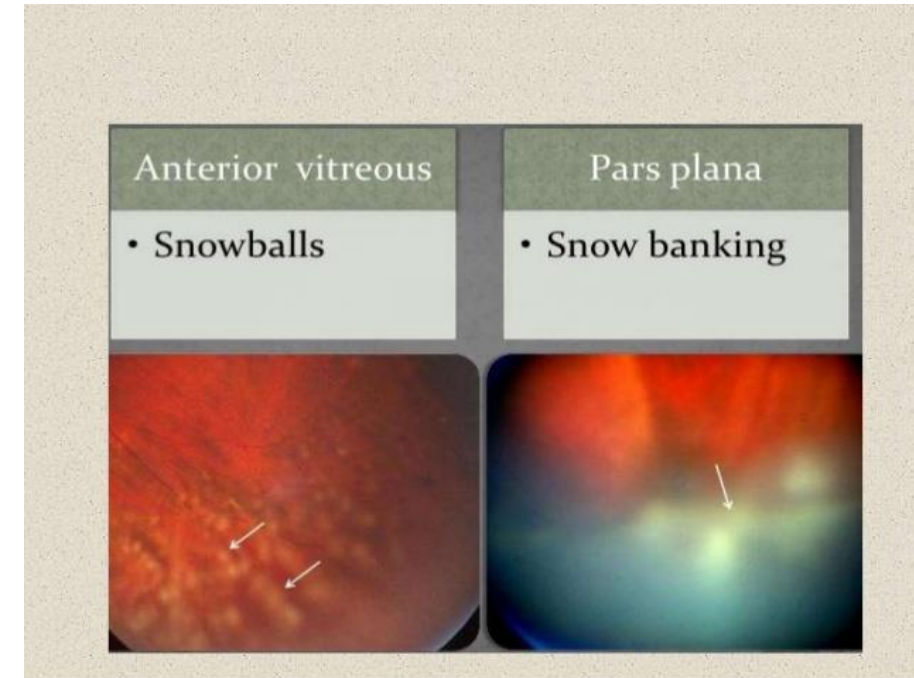 Anterior vitreous
• Snowballs
Pars plana
• Snow banking